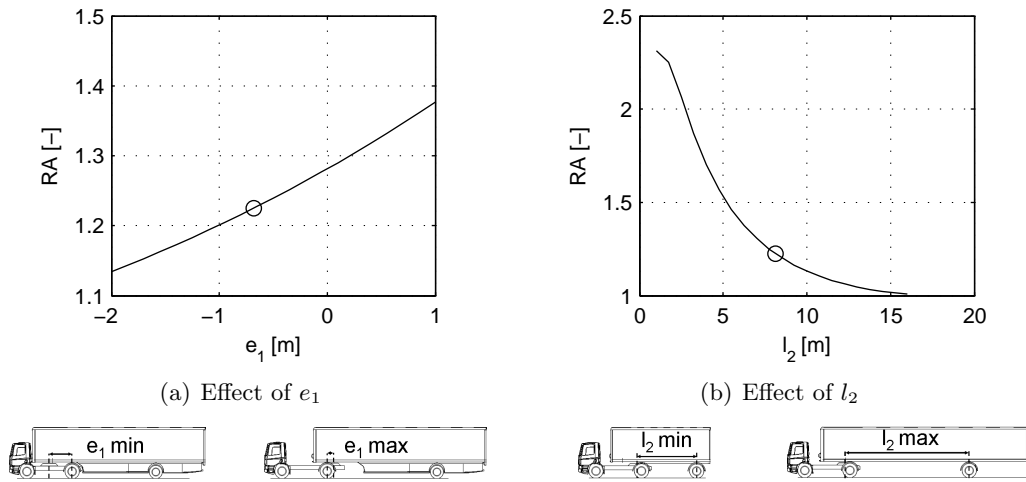 1.5
1.4
1.3
1.2
1.1
RA [−]
−2
−1
0
1
e1 [m]
(a) Effect of e1
2.5
2
1.5
1
RA [−]
0
5
10
15
20
l2 [m]
(b) Effect of l2
e1 min
e1 max
l2 min
l2 max